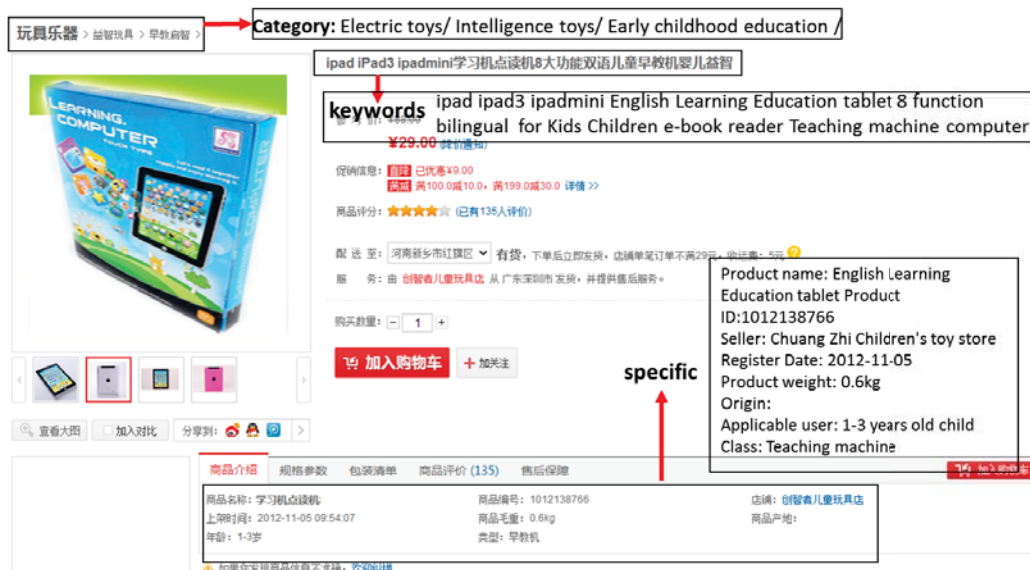 玩具乐器 > 益智玩具 > 早教启智 >
Category: Electric toys/ Intelligence toys/ Early childhood education /
ipad iPad3 ipadmini学习机点读机8大功能双语儿童早教机婴儿益智
keywords
ipad ipad3 ipadmini English Learning Education tablet 8 function
bilingual for Kids Children e-book reader Teaching machine computer
¥29.00 (降价通知)
促销信息: 直降 已优惠¥9.00
满减 满100.0减10.0, 满199.0减30.0 详情 >>
商品评分: (已有135人评价)
配 送 至: 河南新乡市红旗区 有货, 下单后立即发货, 店铺单笔订单不满29元, 收运费: 5元
服 务: 由 创智者儿童玩具店 从 广东深圳市 发货, 并提供售后服务。
购买数量: - 1 +
加入购物车 + 加关注
LEARNING
COMPUTER
TOUCH TYPE
specific
Product name: English Learning
Education tablet Product
ID:1012138766
Seller: Chuang Zhi Children's toy store
Register Date: 2012-11-05
Product weight: 0.6kg
Origin:
Applicable user: 1-3 years old child
Class: Teaching machine
查看大图 加入对比 分享到:
商品介绍 规格参数 包装清单 商品评价 (135) 售后保障 加入购物车
商品名称: 学习机点读机 商品编号: 1012138766 店铺: 创智者儿童玩具店
上架时间: 2012-11-05 09:54:07 商品毛重: 0.6kg 商品产地:
年龄: 1-3岁 类型: 早教机